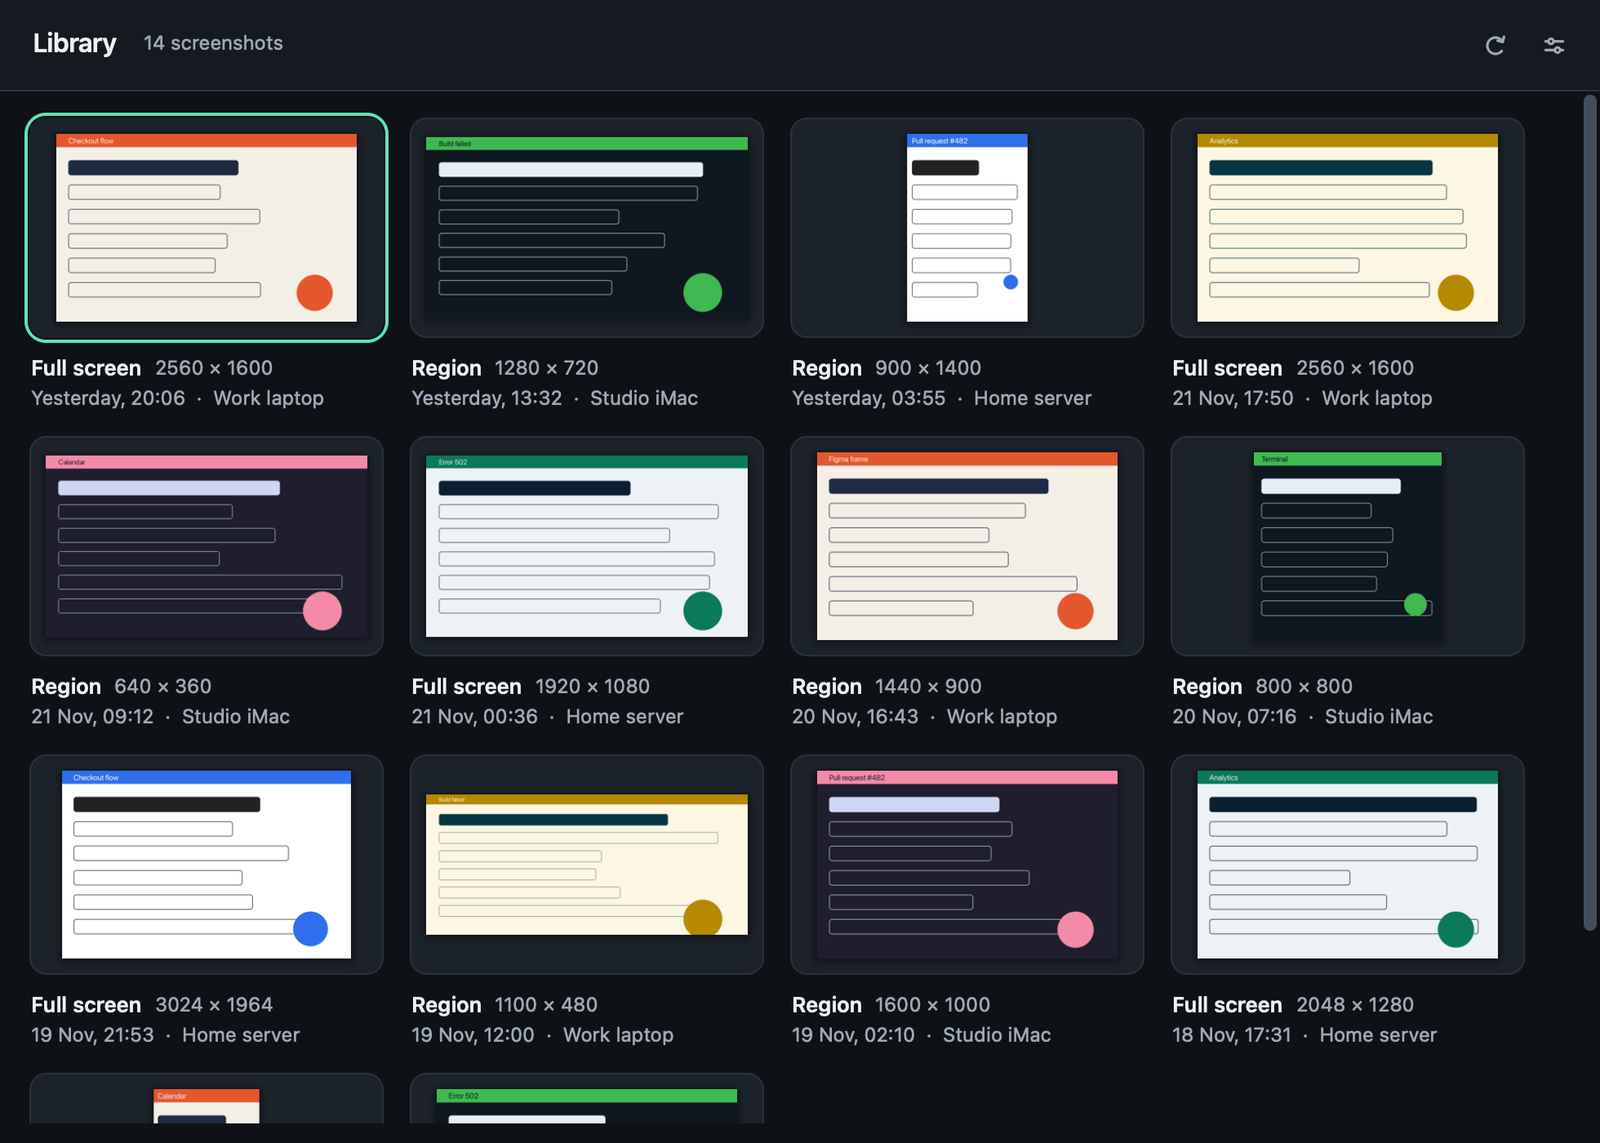 Library 14 screenshots
Checkout flow
Build failed
Pull request #482
Analytics
Full screen 2560 × 1600
Yesterday, 20:06 · Work laptop
Region 1280 × 720
Yesterday, 13:32 · Studio iMac
Region 900 × 1400
Yesterday, 03:55 · Home server
Full screen 2560 × 1600
21 Nov, 17:50 · Work laptop
Calendar
Error 502
Figma frame
Terminal
Region 640 × 360
21 Nov, 09:12 · Studio iMac
Full screen 1920 × 1080
21 Nov, 00:36 · Home server
Region 1440 × 900
20 Nov, 16:43 · Work laptop
Region 800 × 800
20 Nov, 07:16 · Studio iMac
Checkout flow
Build failed
Pull request #482
Analytics
Full screen 3024 × 1964
19 Nov, 21:53 · Home server
Region 1100 × 480
19 Nov, 12:00 · Work laptop
Region 1600 × 1000
19 Nov, 02:10 · Studio iMac
Full screen 2048 × 1280
18 Nov, 17:31 · Home server
Calendar
Error 502